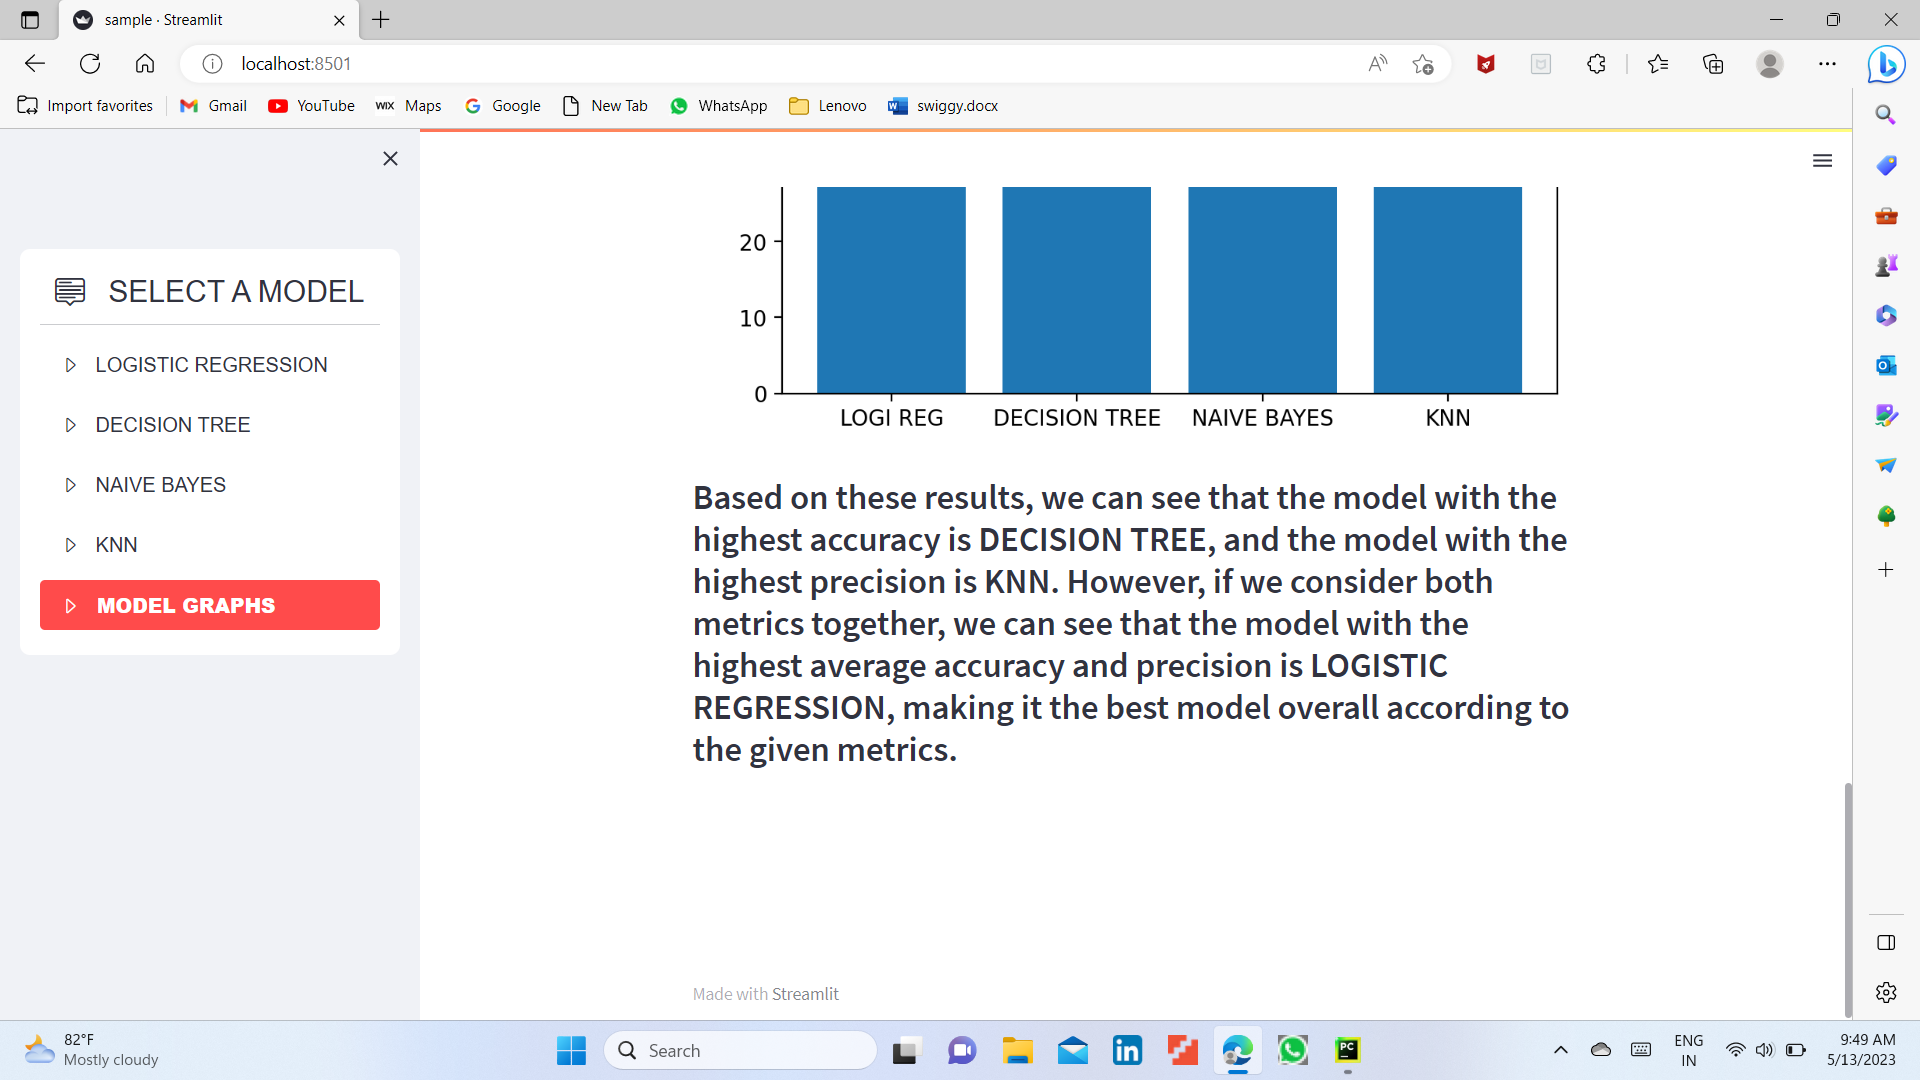 sample · Streamlit
localhost:8501
Import favorites
Gmail
YouTube
WIX Maps
Google
New Tab
WhatsApp
Lenovo
swiggy.docx
SELECT A MODEL
LOGISTIC REGRESSION
DECISION TREE
NAIVE BAYES
KNN
MODEL GRAPHS
20
10
0
LOGI REG DECISION TREE NAIVE BAYES KNN
Based on these results, we can see that the model with the
highest accuracy is DECISION TREE, and the model with the
highest precision is KNN. However, if we consider both
metrics together, we can see that the model with the
highest average accuracy and precision is LOGISTIC
REGRESSION, making it the best model overall according to
the given metrics.
Made with Streamlit
82°F
Mostly cloudy
Search
in
PC
ENG
IN
9:49 AM
5/13/2023